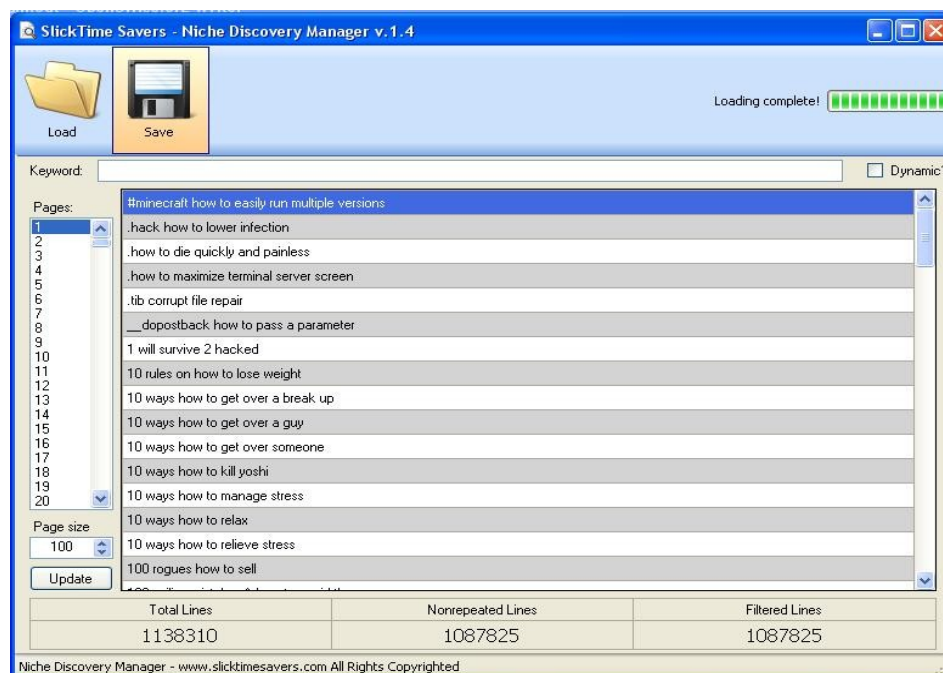 SlickTime Savers - Niche Discovery Manager v.1.4
Load
Save
Loading complete!
Keyword:
Dynamic?
Pages:
1
2
3
4
5
6
7
8
9
10
11
12
13
14
15
16
17
18
19
20
Page size
100
Update
#minecraft how to easily run multiple versions
.hack how to lower infection
.how to die quickly and painless
.how to maximize terminal server screen
.tib corrupt file repair
__dopostback how to pass a parameter
1 will survive 2 hacked
10 rules on how to lose weight
10 ways how to get over a break up
10 ways how to get over a guy
10 ways how to get over someone
10 ways how to kill yoshi
10 ways how to manage stress
10 ways how to relax
10 ways how to relieve stress
100 rogues how to sell
Total Lines
Nonrepeated Lines
Filtered Lines
1138310
1087825
1087825
Niche Discovery Manager - www.slicktimesavers.com All Rights Copyrighted